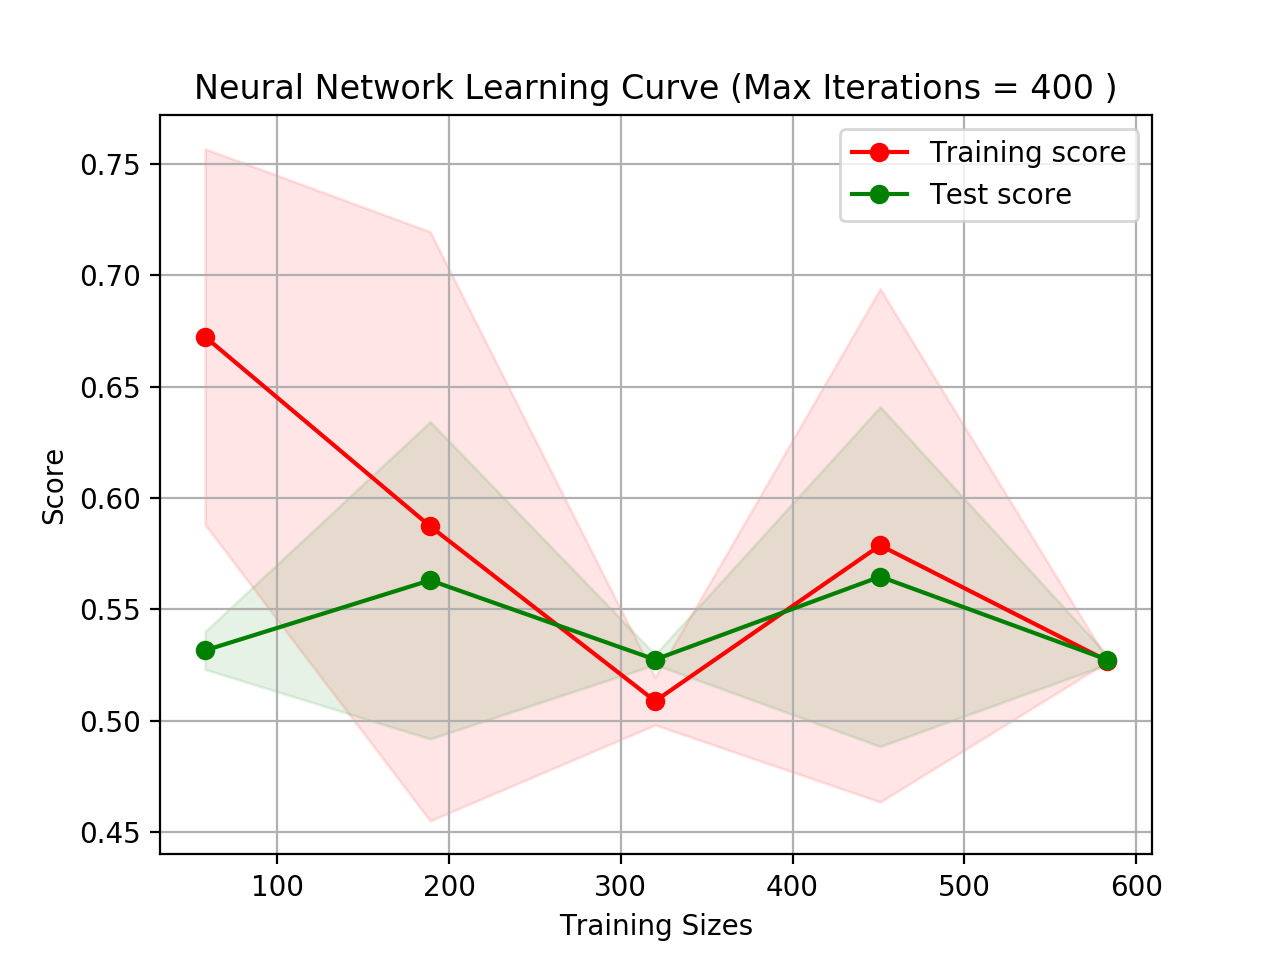 Neural Network Learning Curve (Max Iterations = 400 )
Training score
Test score
0.75
0.70
0.65
0.60
0.55
0.50
0.45
Score
100 200 300 400 500 600
Training Sizes